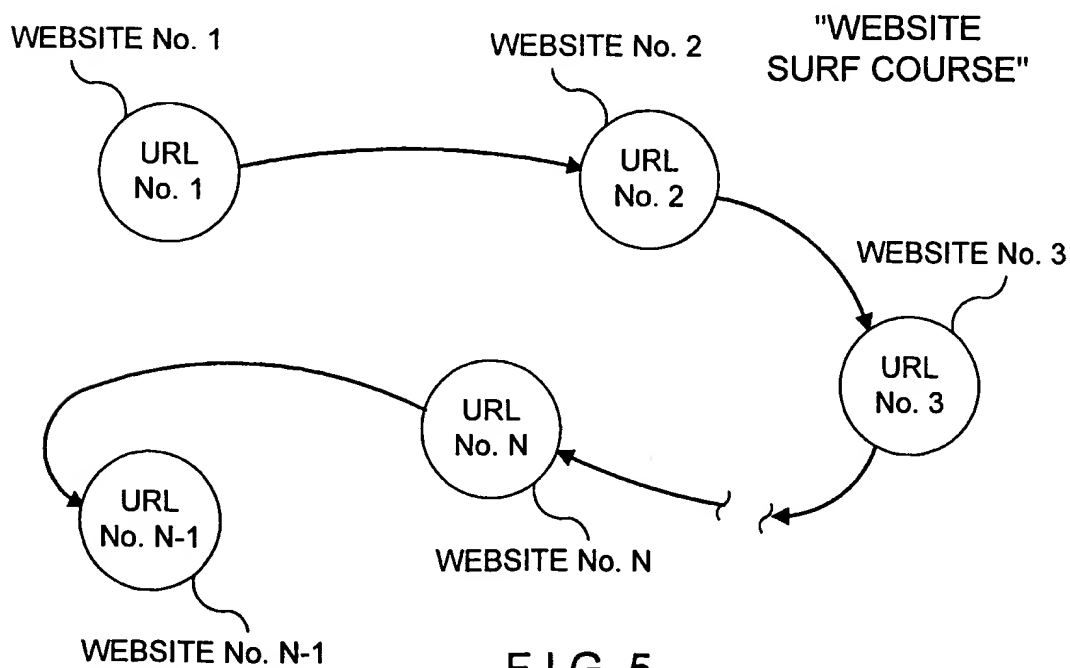 WEBSITE No. 1
WEBSITE No. 2
"WEBSITE
SURF COURSE"
URL
No. 1
URL
No. 2
WEBSITE No. 3
URL
No. 3
URL
No. N
URL
No. N-1
WEBSITE No. N
WEBSITE No. N-1
FIG. 5